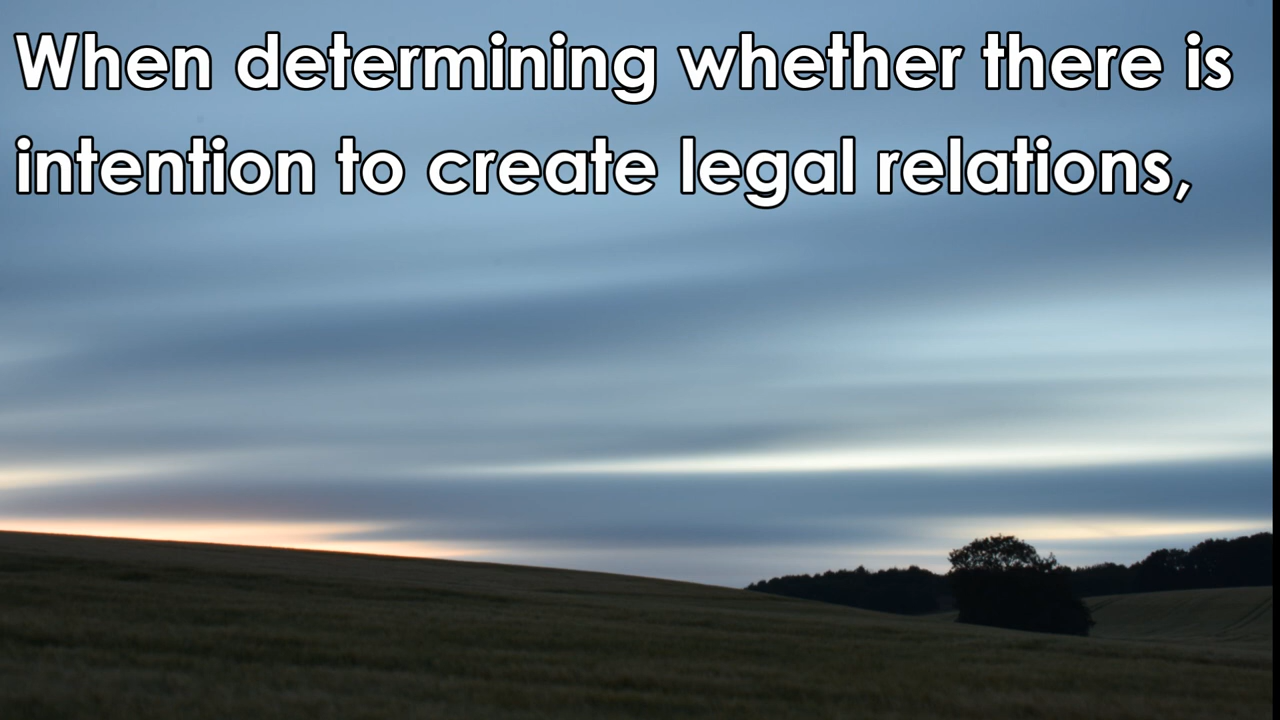 When determining whether there is
intention to create legal relations,